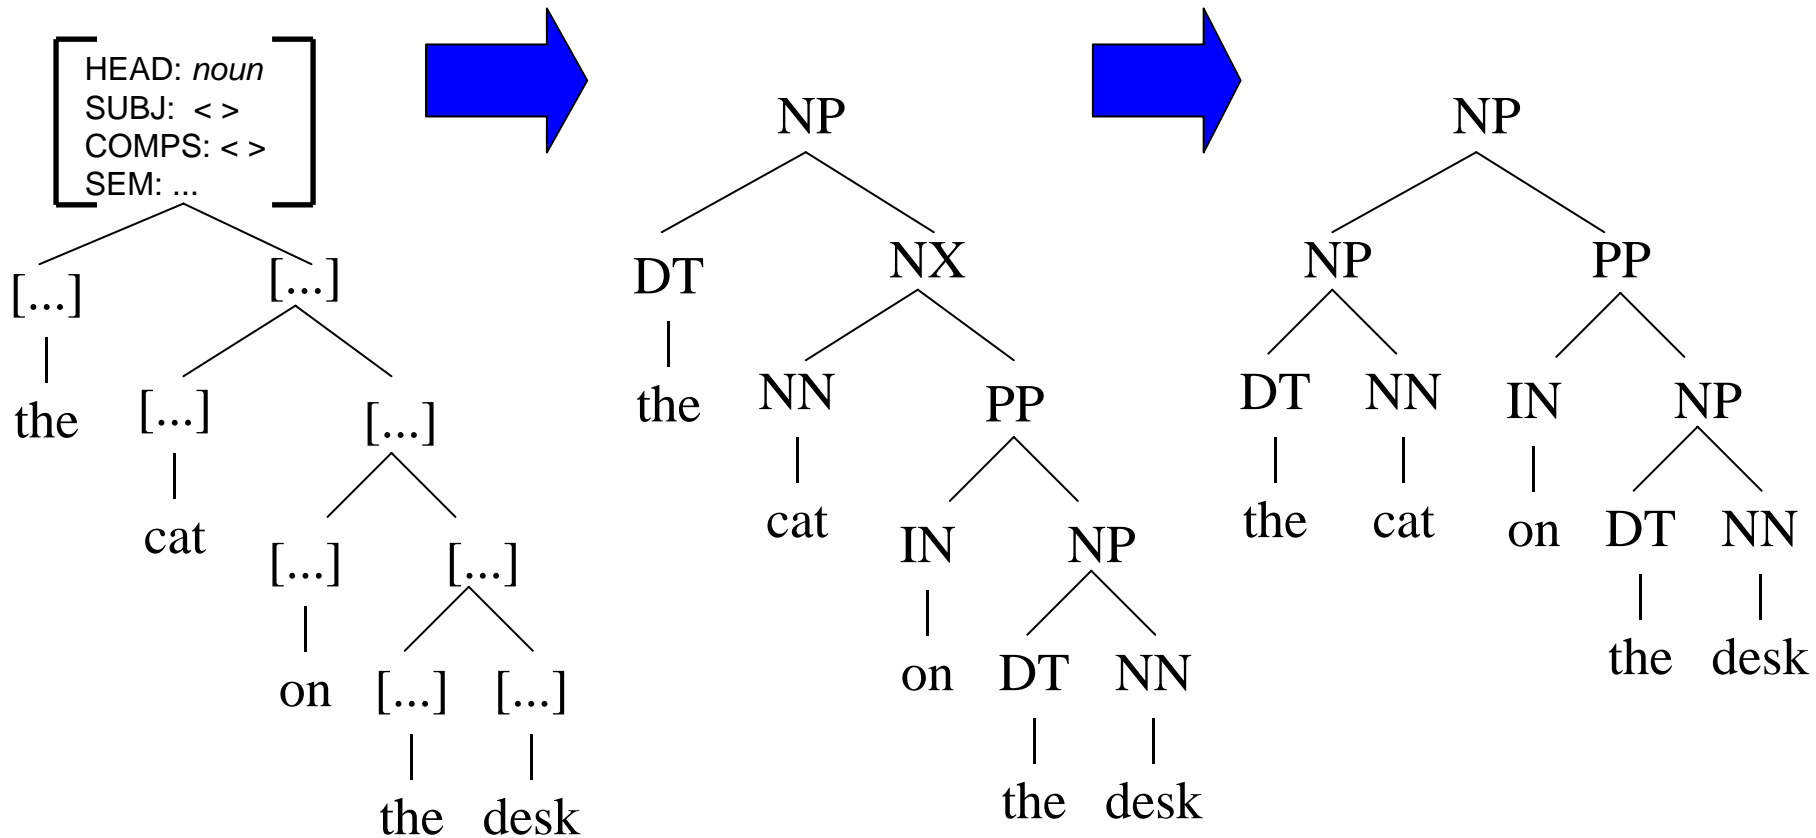 HEAD: noun
SUBJ: < >
COMPS: < >
SEM: ...
[...] [...]
the [...] [...]
cat [...] [...]
on [...] [...]
the desk
NP
DT NX
the NN PP
cat IN NP
on DT NN
the desk
NP
NP PP
DT NN IN NP
the cat on DT NN
the desk